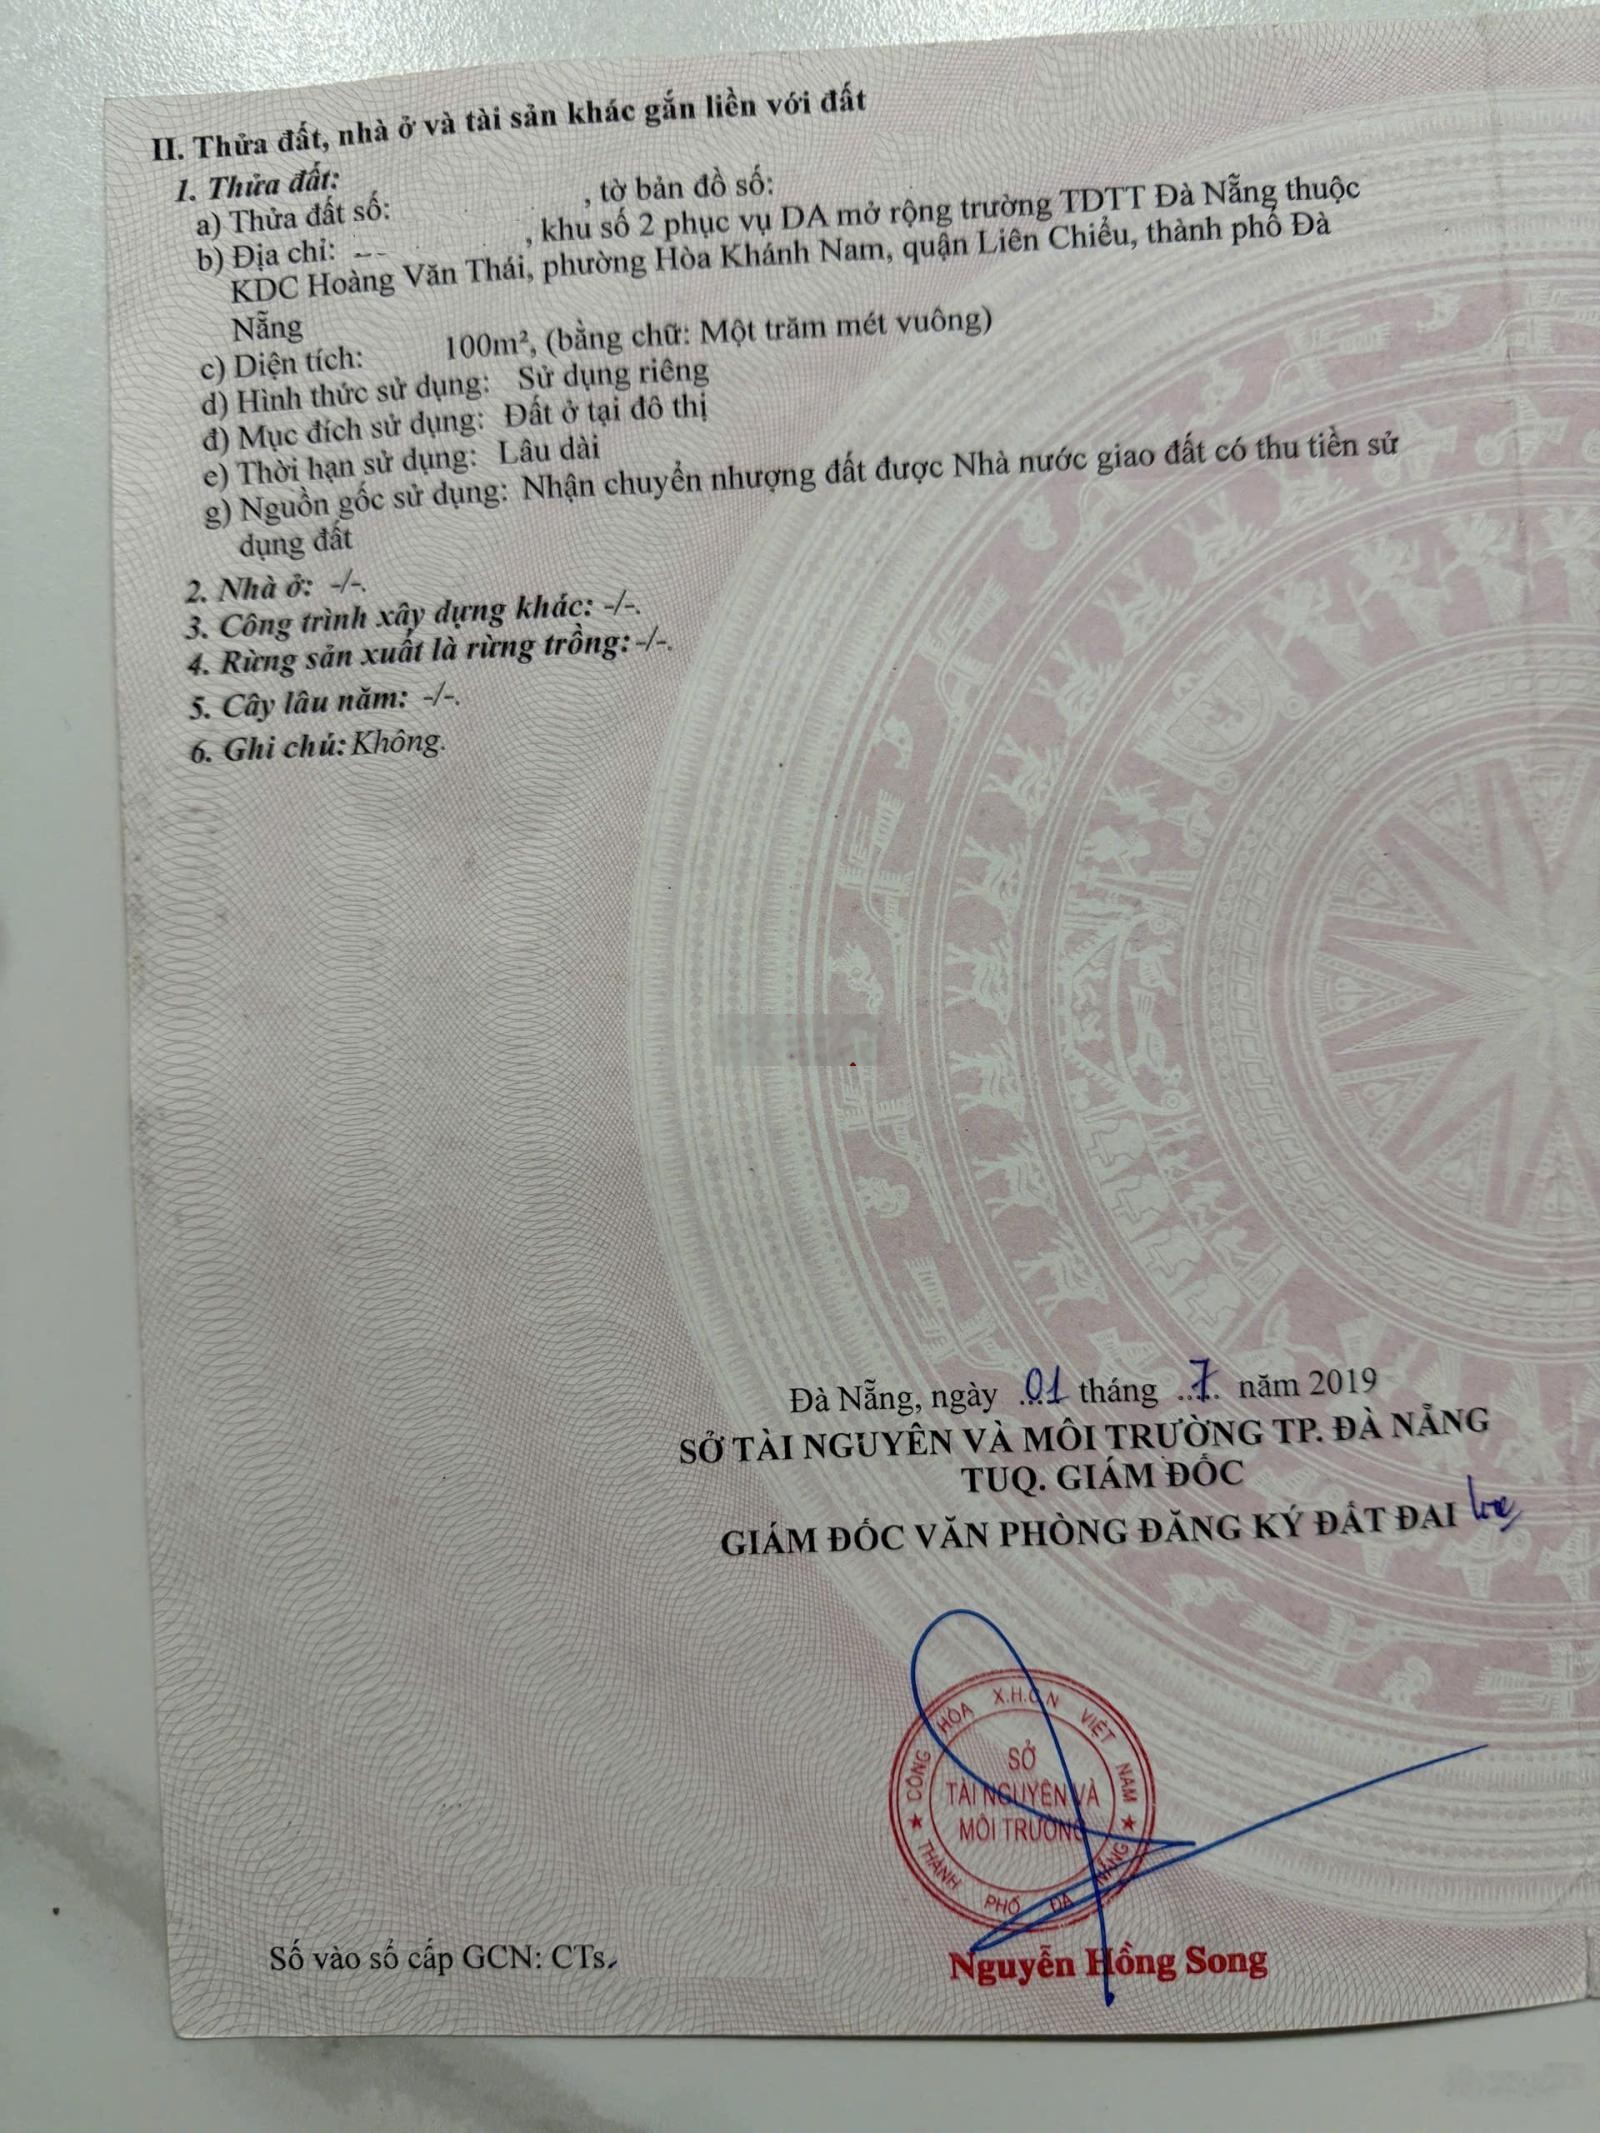 II. Thửa đất, nhà ở và tài sản khác gắn liền với đất
1. Thửa đất:
a) Thửa đất số: , tờ bản đồ số:
b) Địa chỉ: , khu số 2 phục vụ DA mở rộng trường TDTT Đà Nẵng thuộc
KDC Hoàng Văn Thái, phường Hòa Khánh Nam, quận Liên Chiểu, thành phố Đà
Nẵng
c) Diện tích: 100m², (bằng chữ: Một trăm mét vuông)
d) Hình thức sử dụng: Sử dụng riêng
đ) Mục đích sử dụng: Đất ở tại đô thị
e) Thời hạn sử dụng: Lâu dài
g) Nguồn gốc sử dụng: Nhận chuyển nhượng đất được Nhà nước giao đất có thu tiền sử
dụng đất
2. Nhà ở: -/-.
3. Công trình xây dựng khác: -/-.
4. Rừng sản xuất là rừng trồng: -/-.
5. Cây lâu năm: -/-.
6. Ghi chú: Không.
Đà Nẵng, ngày 01 tháng 7 năm 2019
SỞ TÀI NGUYÊN VÀ MÔI TRƯỜNG TP. ĐÀ NẴNG
TUQ. GIÁM ĐỐC
GIÁM ĐỐC VĂN PHÒNG ĐĂNG KÝ ĐẤT ĐAI
CỘNG HÒA X.H.C.N VIỆT NAM
SỞ
TÀI NGUYÊN VÀ
MÔI TRƯỜNG
★ THÀNH PHỐ ĐÀ NẴNG ★
Nguyễn Hồng Song
Số vào sổ cấp GCN: CTs